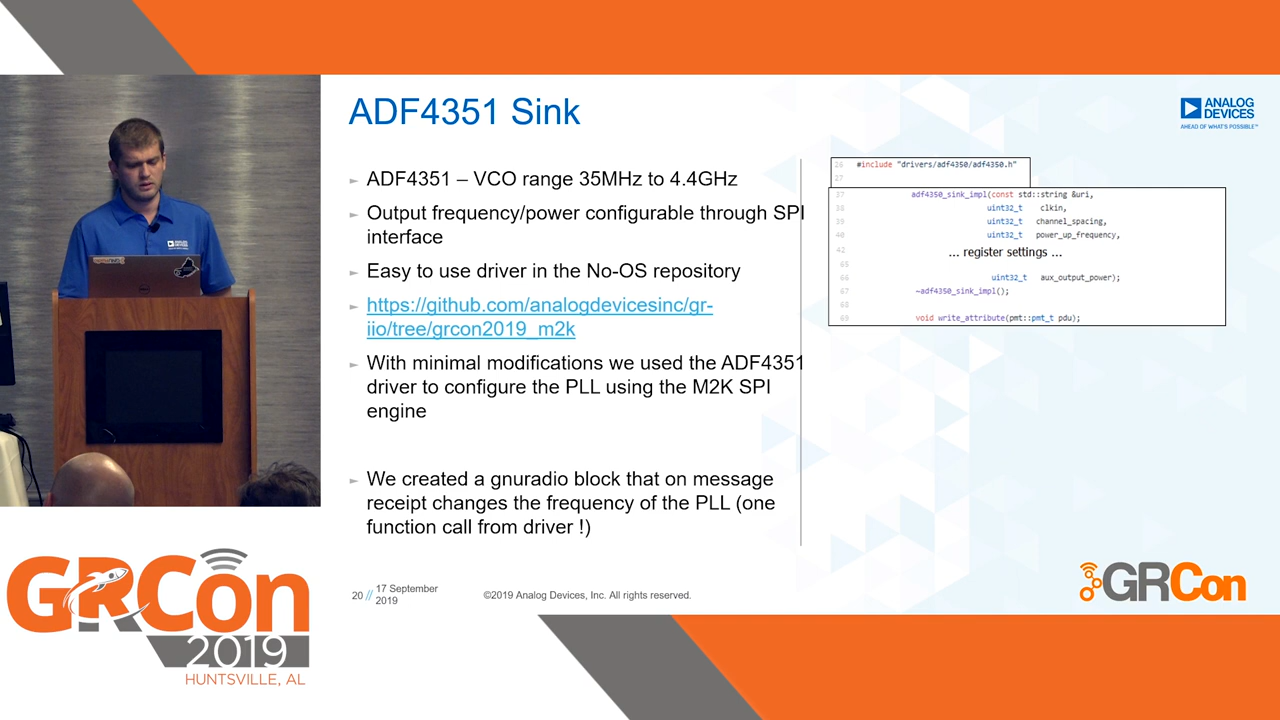 ADF4351 Sink
ANALOG
DEVICES
AHEAD OF WHAT'S POSSIBLE™
► ADF4351 – VCO range 35MHz to 4.4GHz
► Output frequency/power configurable through SPI
interface
► Easy to use driver in the No-OS repository
► https://github.com/analogdevicesinc/gr-
iio/tree/grcon2019_m2k
► With minimal modifications we used the ADF4351
driver to configure the PLL using the M2K SPI
engine
► We created a gnuradio block that on message
receipt changes the frequency of the PLL (one
function call from driver !)
26 #include "drivers/adf4350/adf4350.h"
27
37 adf4350_sink_impl(const std::string &uri,
38 uint32_t clkin,
39 uint32_t channel_spacing,
40 uint32_t power_up_frequency,
42 ... register settings ...
65
66 uint32_t aux_output_power);
67 ~adf4350_sink_impl();
68
69 void write_attribute(pmt::pmt_t pdu);
20 // 17 September
2019
©2019 Analog Devices, Inc. All rights reserved.
GRCon
ANALOG
DEVICES
GRCon
2019
HUNTSVILLE, AL